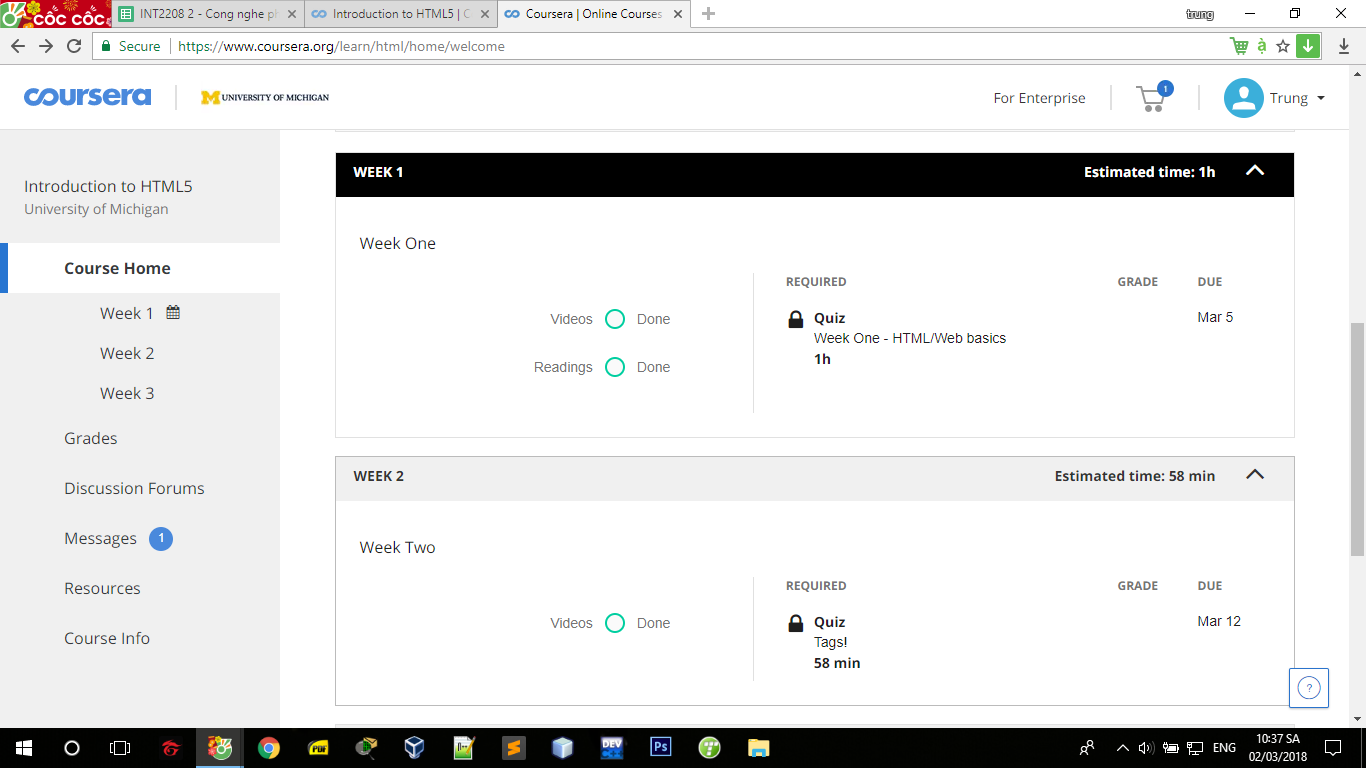 CỐC CỐC
INT2208 2 - Cong nghe ph
Introduction to HTML5 | C
Coursera | Online Courses
trung
Secure
https://www.coursera.org/learn/html/home/welcome
coursera
M UNIVERSITY OF MICHIGAN
For Enterprise
1
Trung
Introduction to HTML5
University of Michigan
Course Home
Week 1
Week 2
Week 3
Grades
Discussion Forums
Messages 1
Resources
Course Info
WEEK 1
Estimated time: 1h
Week One
Videos Done
Readings Done
REQUIRED GRADE DUE
Quiz Mar 5
Week One - HTML/Web basics
1h
WEEK 2
Estimated time: 58 min
Week Two
Videos Done
REQUIRED GRADE DUE
Quiz Mar 12
Tags!
58 min
?
PDF
DEV
C++
Ps
ENG
10:37 SA
02/03/2018